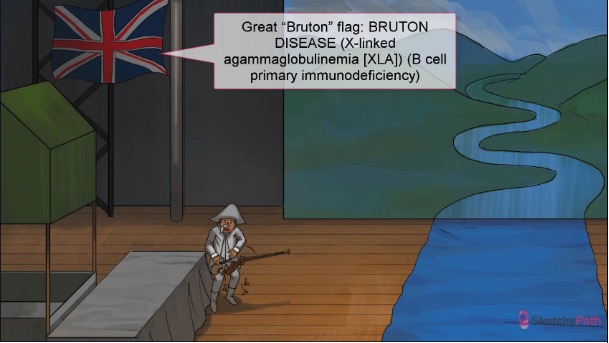 Great “Bruton” flag: BRUTON
DISEASE (X-linked
agammaglobulinemia [XLA]) (B cell
primary immunodeficiency)
SketchyPath